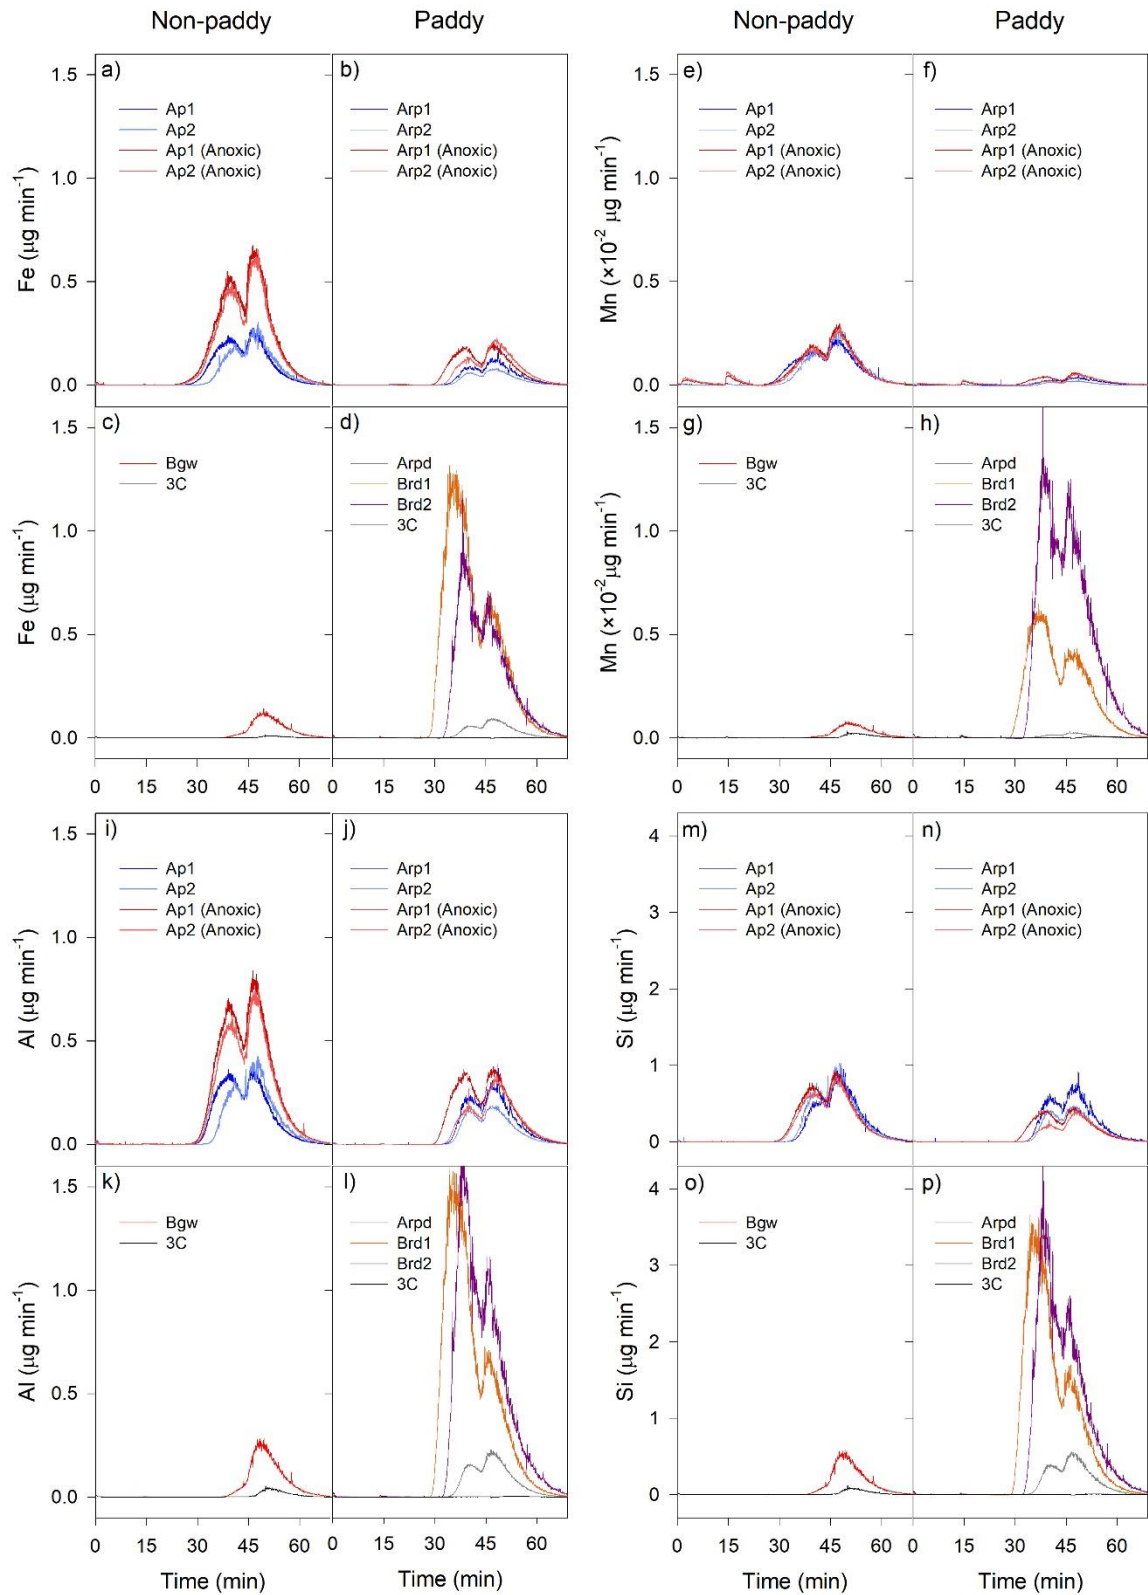 Non-paddy Paddy Non-paddy Paddy
a) b) e) f)
1.5 1.5
Ap1 Arp1 Ap1 Arp1
Ap2 Arp2 Ap2 Arp2
Ap1 (Anoxic) Arp1 (Anoxic) Ap1 (Anoxic) Arp1 (Anoxic)
Ap2 (Anoxic) Arp2 (Anoxic) Ap2 (Anoxic) Arp2 (Anoxic)
1.0 1.0
Fe (μg min⁻¹) Mn (×10⁻² μg min⁻¹)
0.5 0.5
0.0 0.0
c) d) g) h)
1.5 1.5
Bgw Arpd Bgw Arpd
3C Brd1 3C Brd1
Brd2 Brd2
3C 3C
1.0 1.0
Fe (μg min⁻¹) Mn (×10⁻² μg min⁻¹)
0.5 0.5
0.0 0.0
0 15 30 45 60 0 15 30 45 60 0 15 30 45 60 0 15 30 45 60
i) j) m) n)
1.5 4
Ap1 Arp1 Ap1 Arp1
Ap2 Arp2 Ap2 Arp2
Ap1 (Anoxic) Arp1 (Anoxic) Ap1 (Anoxic) Arp1 (Anoxic)
Ap2 (Anoxic) Arp2 (Anoxic) Ap2 (Anoxic) Arp2 (Anoxic)
1.0 3
Al (μg min⁻¹) Si (μg min⁻¹)
2
0.5 1
0.0 0
k) l) o) p)
1.5 4
Bgw Arpd Bgw Arpd
3C Brd1 3C Brd1
Brd2 Brd2
3C 3C
1.0 3
Al (μg min⁻¹) Si (μg min⁻¹)
2
0.5 1
0.0 0
0 15 30 45 60 0 15 30 45 60 0 15 30 45 60 0 15 30 45 60
Time (min) Time (min) Time (min) Time (min)